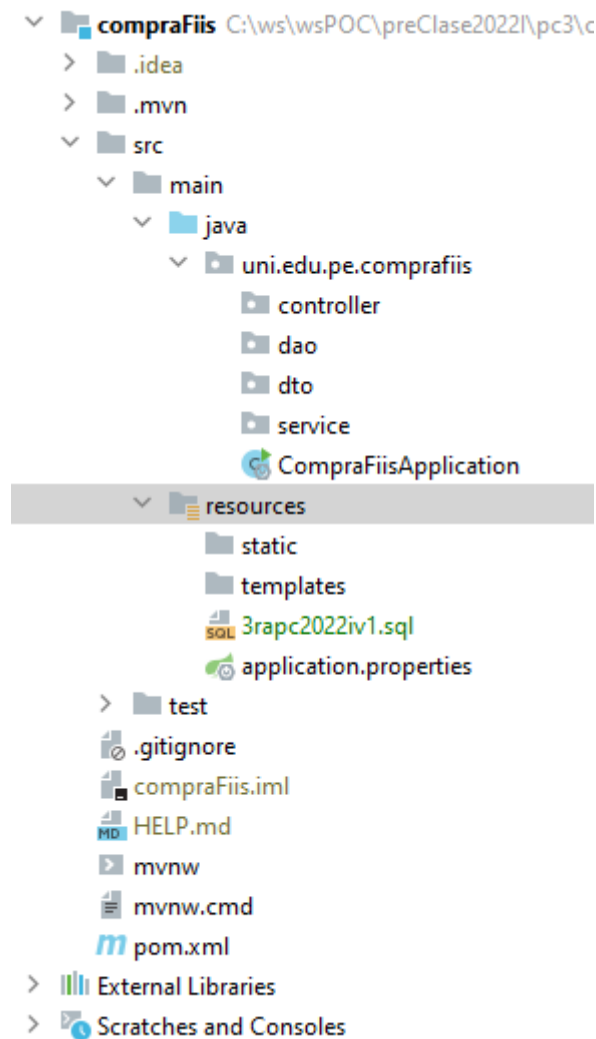 compraFiis C:\ws\wsPOC\preClase2022I\pc3\c
.idea
.mvn
src
main
java
uni.edu.pe.comprafiis
controller
dao
dto
service
C CompraFiisApplication
resources
static
templates
SQL 3rapc2022iv1.sql
application.properties
test
.gitignore
compraFiis.iml
MD HELP.md
mvnw
mvnw.cmd
m pom.xml
External Libraries
Scratches and Consoles